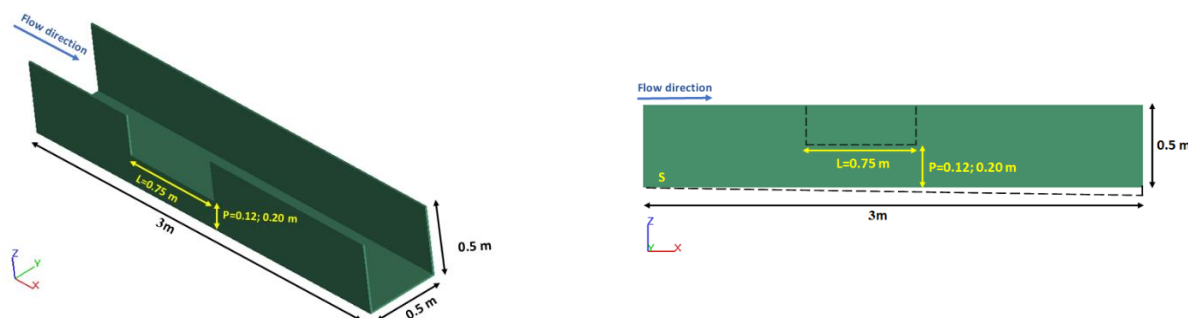 Flow direction
L=0.75 m
P=0.12; 0.20 m
3m
0.5 m
0.5 m
Z
Y
X
Flow direction
L=0.75 m
P=0.12; 0.20 m
0.5 m
S
3m
Z
Y
X